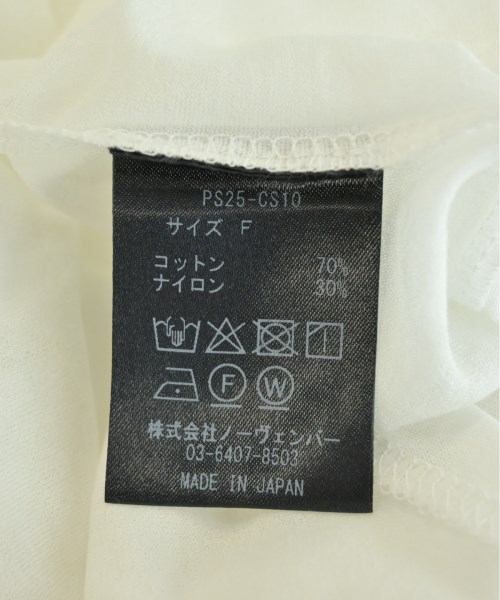 PS25-CS10
サイズ F
コットン 70%
ナイロン 30%
F W
株式会社ノーヴェンバー
03-6407-8503
MADE IN JAPAN